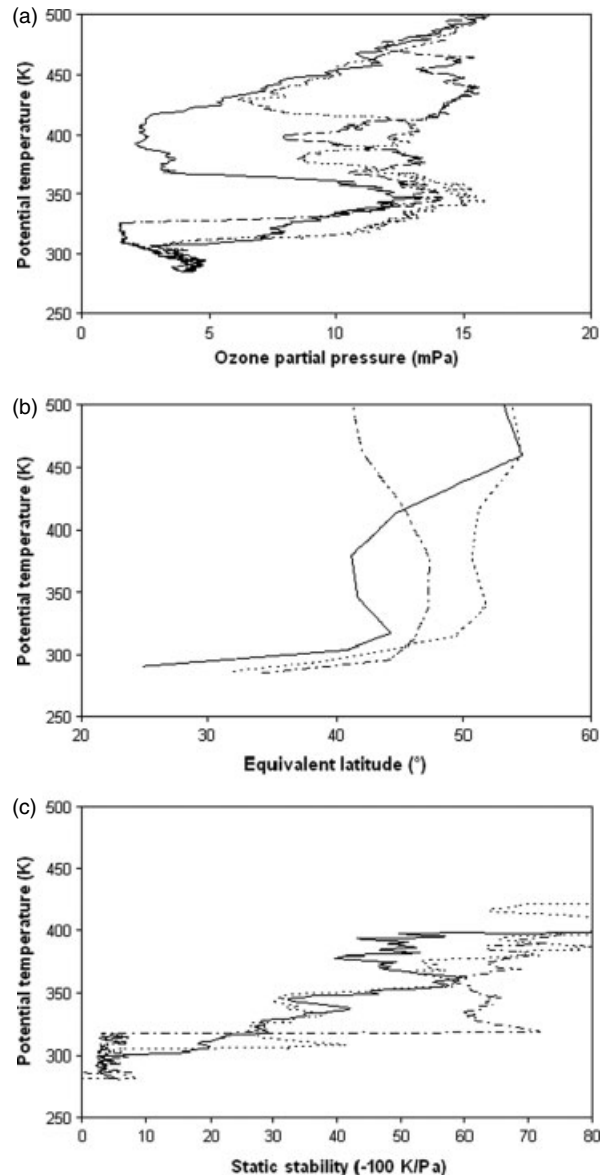 (a)
500
450
400
350
300
250
Potential temperature (K)
0 5 10 15 20
Ozone partial pressure (mPa)
(b)
500
450
400
350
300
250
Potential temperature (K)
20 30 40 50 60
Equivalent latitude (°)
(c)
500
450
400
350
300
250
Potential temperature (K)
0 10 20 30 40 50 60 70 80
Static stability (-100 K/Pa)